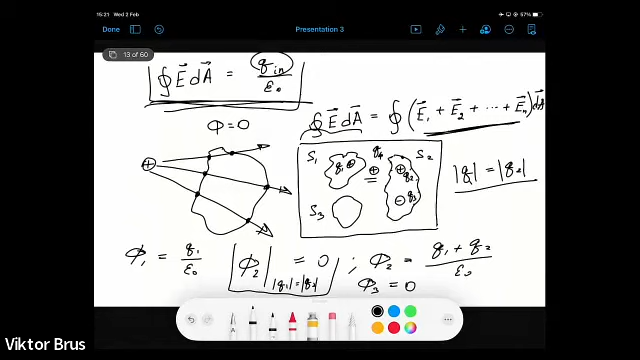 15:21 Wed 2 Feb
57%
Done
Presentation 3
13 of 60
∮ E⃗ dA⃗ = q_in / ε₀
Φ = 0
∮ E⃗ dA⃗ = ∮ (E⃗₁ + E⃗₂ + ... + E⃗ₙ) dA⃗
S₁ q₁ + q₄ + S₂ + q₂ - q₃
S₃
|q₁| = |q₂|
+
Φ₁ = q₁ / ε₀
Φ₂ | |q₁|=|q₂| = 0 ; Φ₂ = q₁ + q₂ / ε₀
Φ₃ = 0
Viktor Brus